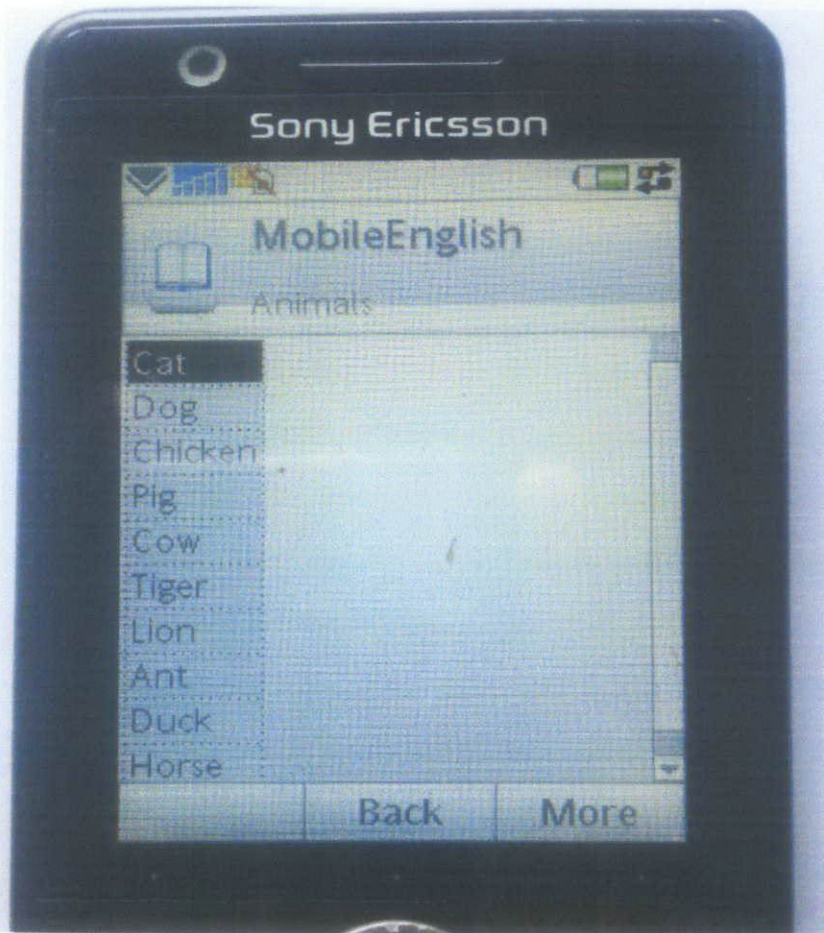 Sony Ericsson
MobileEnglish
Animals
Cat
Dog
Chicken
Pig
Cow
Tiger
Lion
Ant
Duck
Horse
Back More